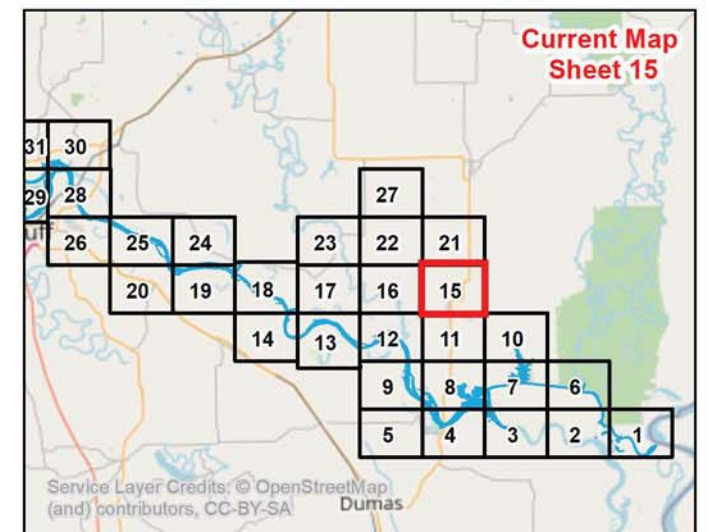 Current Map
Sheet 15
31 30
27
29 28
uff
26 25 24 23 22 21
20 19 18 17 16 15
14 13 12 11 10
9 8 7 6
5 4 3 2 1
Service Layer Credits: © OpenStreetMap
(and) contributors, CC-BY-SA
Dumas